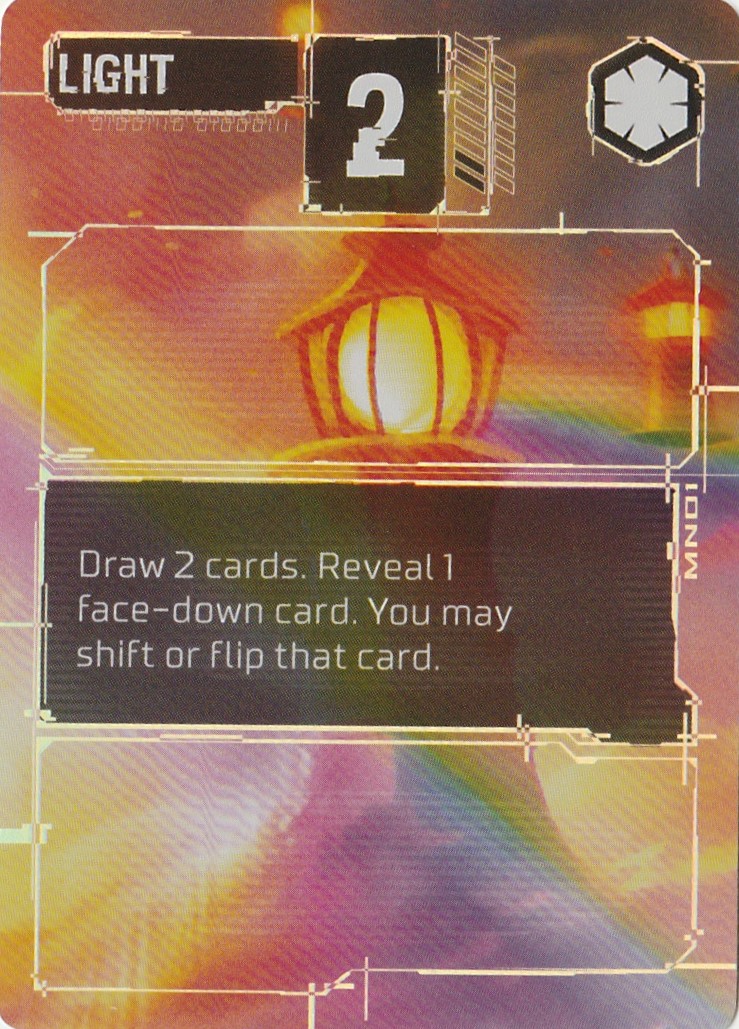 LIGHT
2
Draw 2 cards. Reveal 1
face-down card. You may
shift or flip that card.
MN01